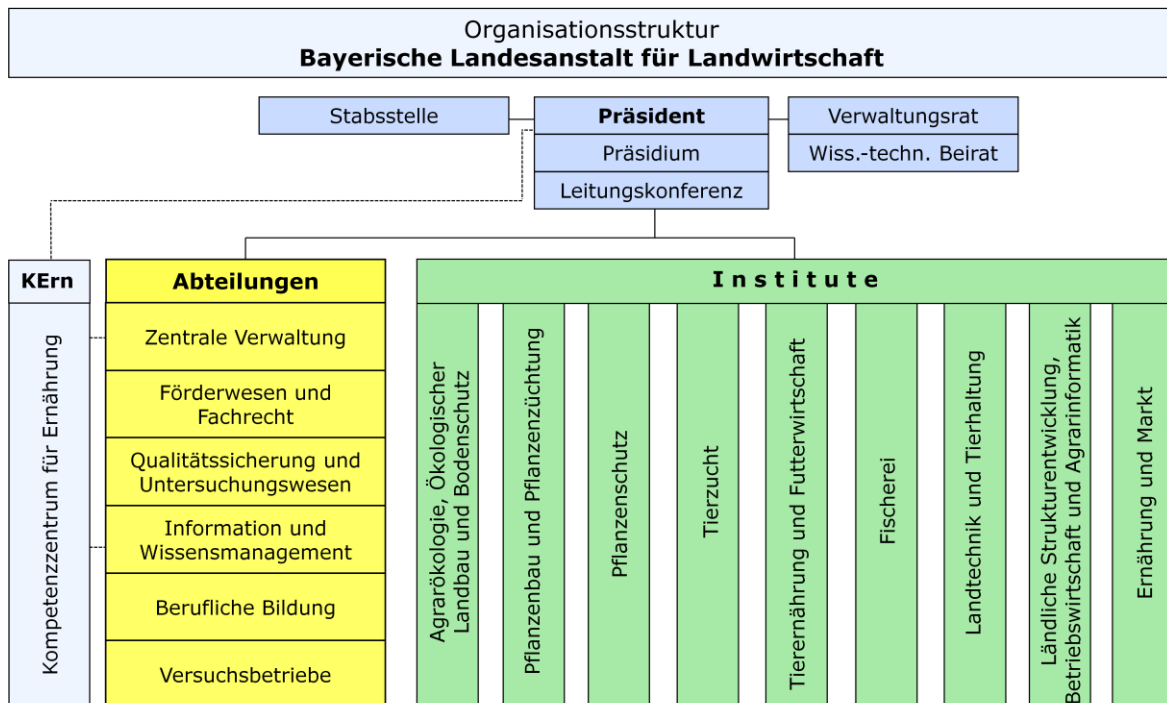 Organisationsstruktur
Bayerische Landesanstalt für Landwirtschaft
Stabsstelle
Präsident
Verwaltungsrat
Präsidium
Wiss.-techn. Beirat
Leitungskonferenz
KErn
Kompetenzzentrum für Ernährung
Abteilungen
Zentrale Verwaltung
Förderwesen und
Fachrecht
Qualitätssicherung und
Untersuchungswesen
Information und
Wissensmanagement
Berufliche Bildung
Versuchsbetriebe
Institute
Agrarökologie, Ökologischer
Landbau und Bodenschutz
Pflanzenbau und Pflanzenzüchtung
Pflanzenschutz
Tierzucht
Tierernährung und Futterwirtschaft
Fischerei
Landtechnik und Tierhaltung
Ländliche Strukturentwicklung,
Betriebswirtschaft und Agrarinformatik
Ernährung und Markt